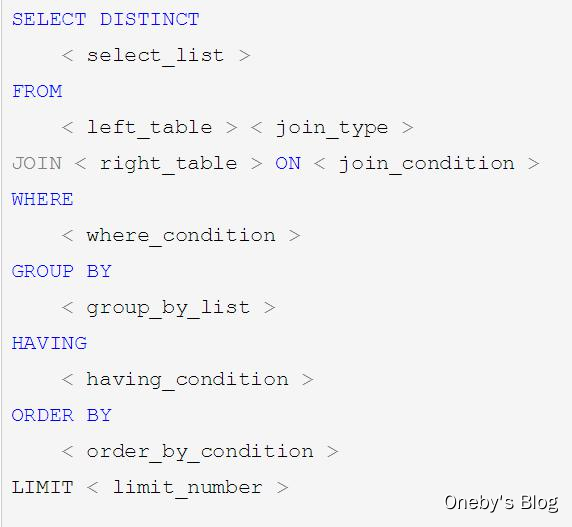 SELECT DISTINCT
< select_list >
FROM
< left_table > < join_type >
JOIN < right_table > ON < join_condition >
WHERE
< where_condition >
GROUP BY
< group_by_list >
HAVING
< having_condition >
ORDER BY
< order_by_condition >
LIMIT < limit_number >
Oneby's Blog